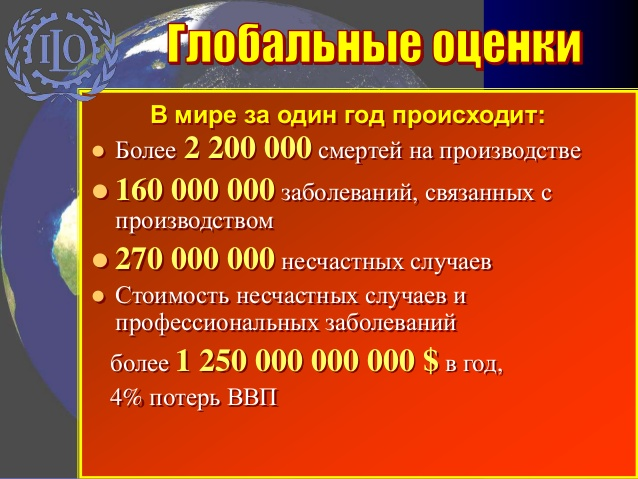 ILO
Глобальные оценки
В мире за один год происходит:
Более 2 200 000 смертей на производстве
160 000 000 заболеваний, связанных с
производством
270 000 000 несчастных случаев
Стоимость несчастных случаев и
профессиональных заболеваний
более 1 250 000 000 000 $ в год,
4% потерь ВВП